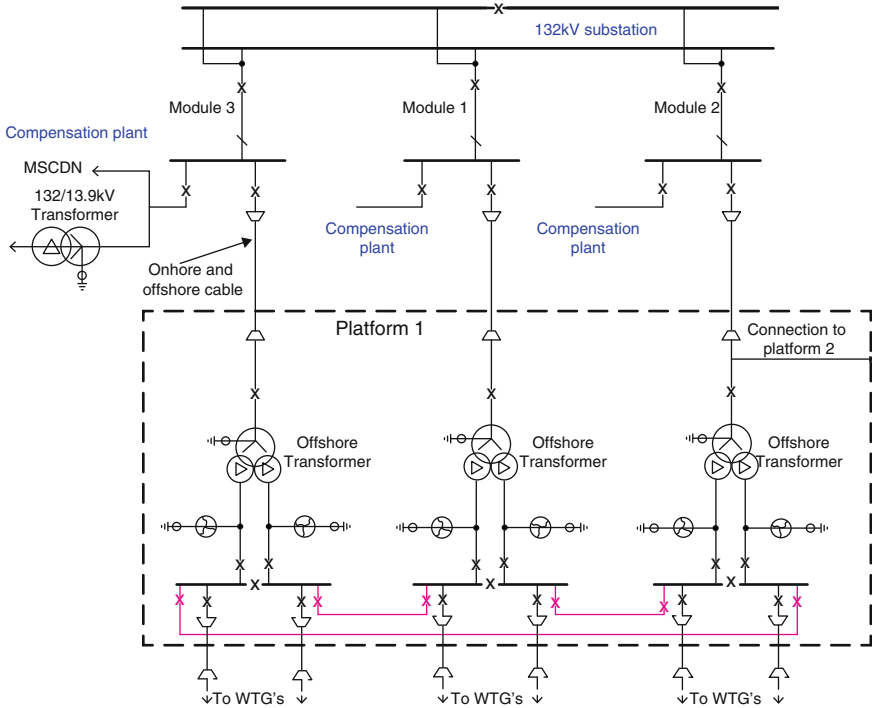 132kV substation
Module 3
Module 1
Module 2
Compensation plant
MSCDN
132/13.9kV
Transformer
Compensation
plant
Compensation
plant
Onhore and
offshore cable
Platform 1
Connection to
platform 2
Offshore
Transformer
Offshore
Transformer
Offshore
Transformer
To WTG's
To WTG's
To WTG's